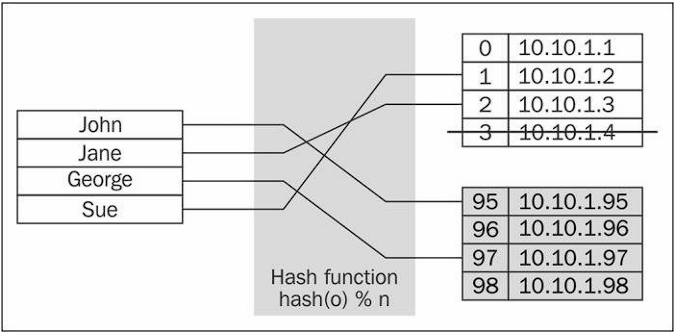 John
Jane
George
Sue
Hash function
hash(o) % n
0 10.10.1.1
1 10.10.1.2
2 10.10.1.3
3 10.10.1.4
95 10.10.1.95
96 10.10.1.96
97 10.10.1.97
98 10.10.1.98